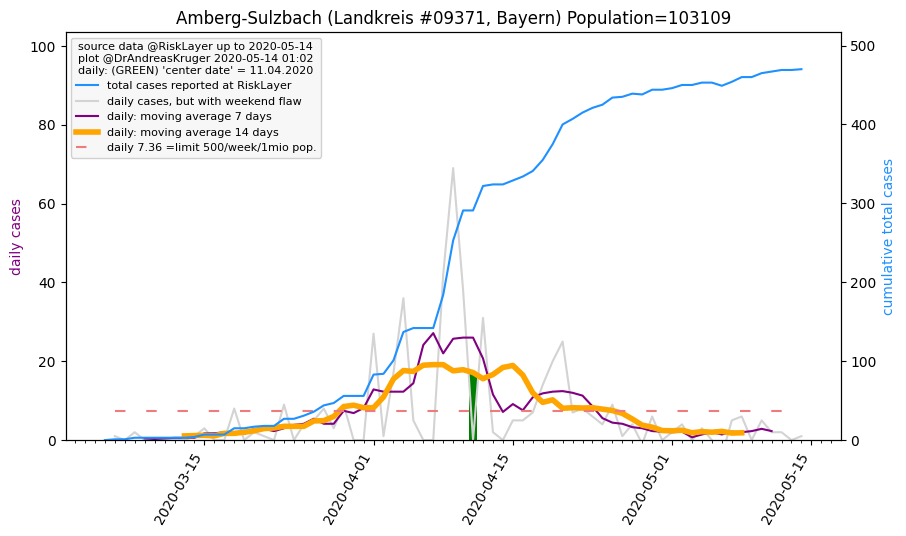 Amberg-Sulzbach (Landkreis #09371, Bayern) Population=103109
source data @RiskLayer up to 2020-05-14
plot @DrAndreasKruger 2020-05-14 01:02
daily: (GREEN) 'center date' = 11.04.2020
total cases reported at RiskLayer
daily cases, but with weekend flaw
daily: moving average 7 days
daily: moving average 14 days
daily 7.36 =limit 500/week/1mio pop.
daily cases
100
80
60
40
20
0
500
400
300
200
100
0
cumulative total cases
2020-03-15
2020-04-01
2020-04-15
2020-05-01
2020-05-15